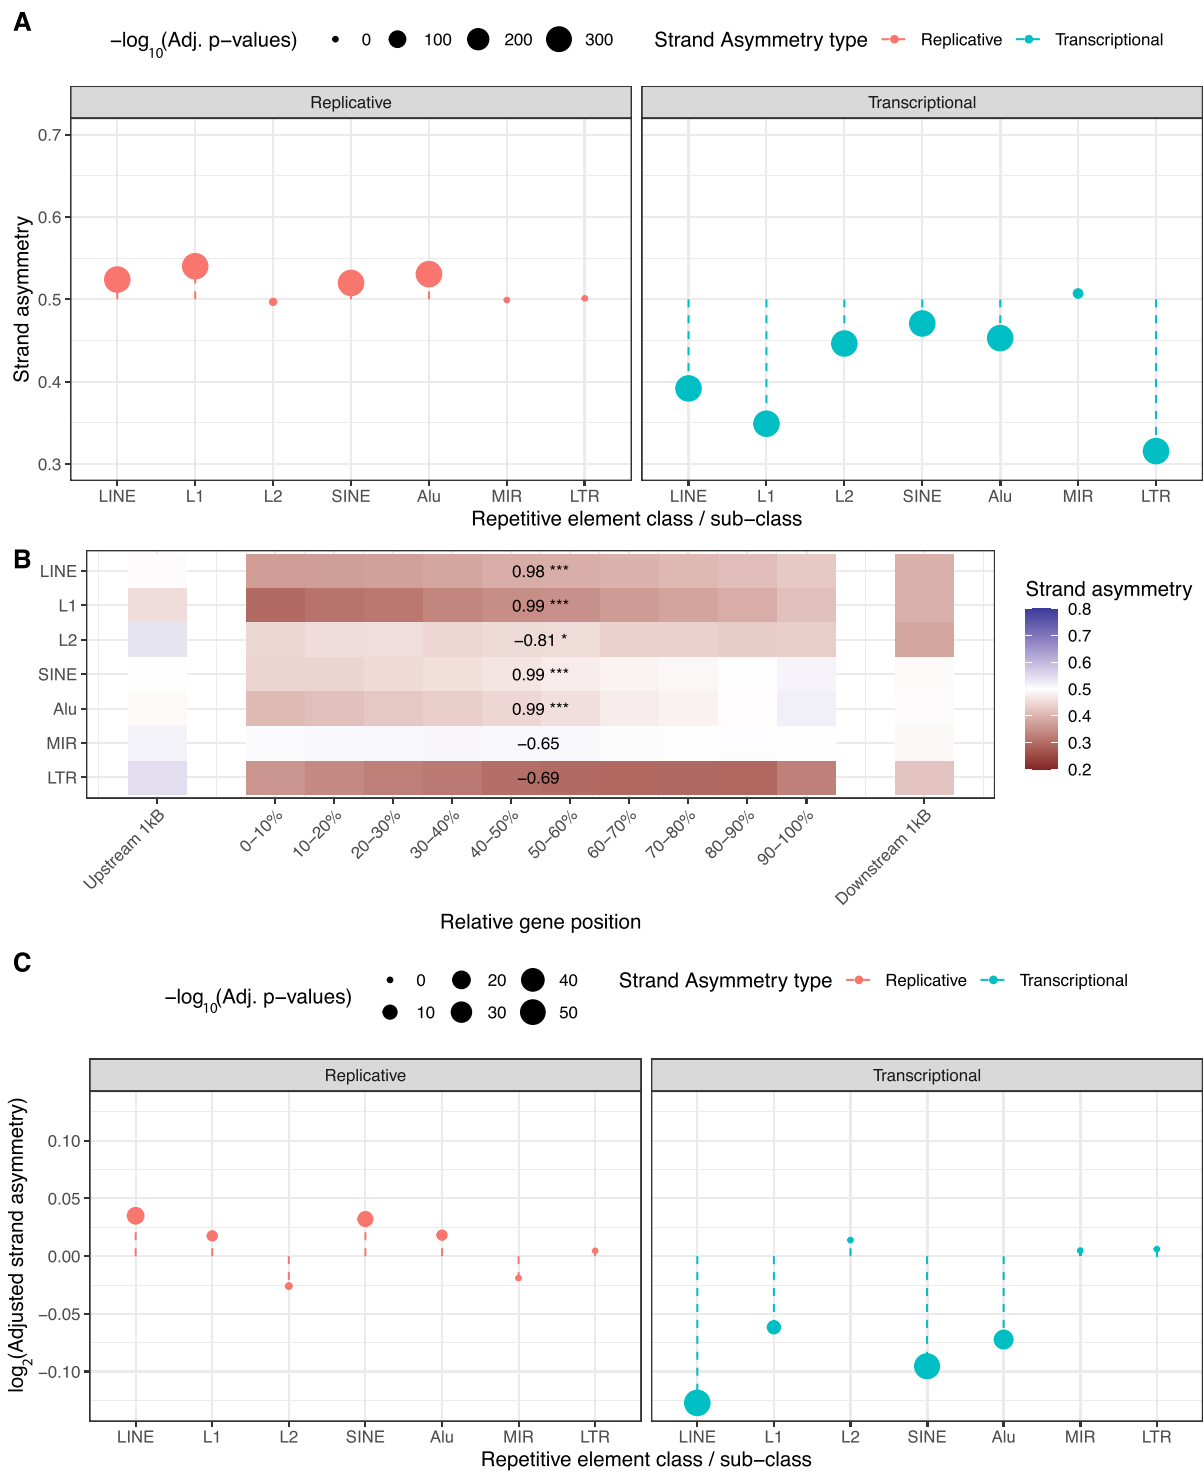 A
−log10(Adj. p−values) 0 100 200 300 Strand Asymmetry type Replicative Transcriptional
Replicative Transcriptional
Strand asymmetry
0.7
0.6
0.5
0.4
0.3
LINE L1 L2 SINE Alu MIR LTR LINE L1 L2 SINE Alu MIR LTR
Repetitive element class / sub−class
B
LINE 0.98 ***
L1 0.99 ***
L2 −0.81 *
SINE 0.99 ***
Alu 0.99 ***
MIR −0.65
LTR −0.69
Strand asymmetry
0.8
0.7
0.6
0.5
0.4
0.3
0.2
Upstream 1kB 0−10% 10−20% 20−30% 30−40% 40−50% 50−60% 60−70% 70−80% 80−90% 90−100% Downstream 1kB
Relative gene position
C
−log10(Adj. p−values) 0 20 40
10 30 50
Strand Asymmetry type Replicative Transcriptional
Replicative Transcriptional
log2(Adjusted strand asymmetry)
0.10
0.05
0.00
−0.05
−0.10
LINE L1 L2 SINE Alu MIR LTR LINE L1 L2 SINE Alu MIR LTR
Repetitive element class / sub−class